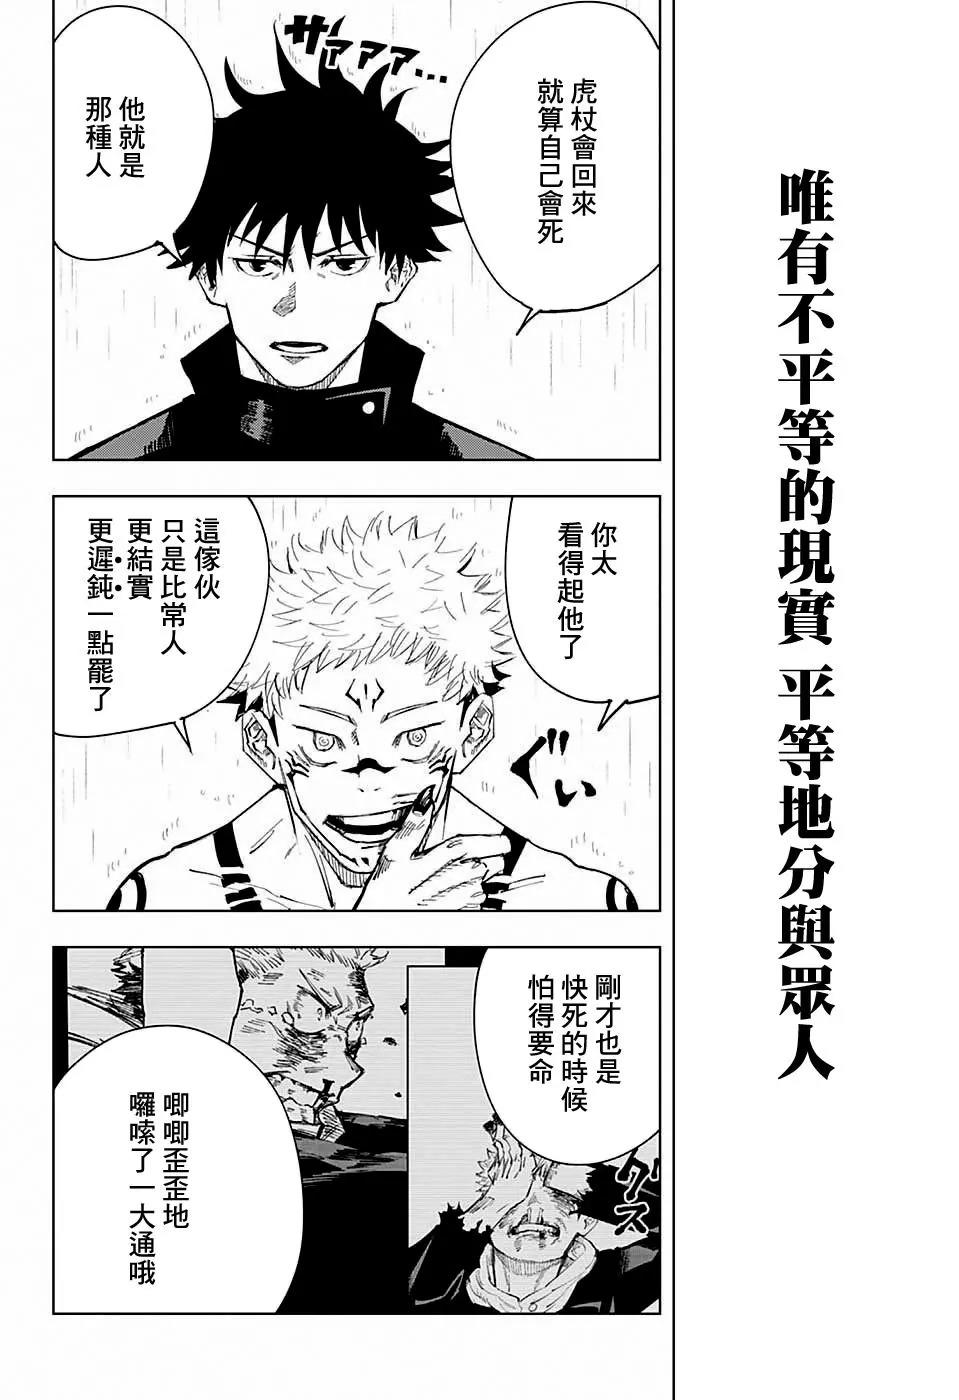 唯有不平等的現實 平等地分與眾人
虎杖會回來
就算自己會死
サァァァァ…
他就是
那種人
你太
看得起他了
ぐい
這傢伙
只是比常人
更結實
更遲鈍一點罷了
剛才也是
快死的時候
怕得要命
グス
唧唧歪歪地
囉嗦了一大通哦